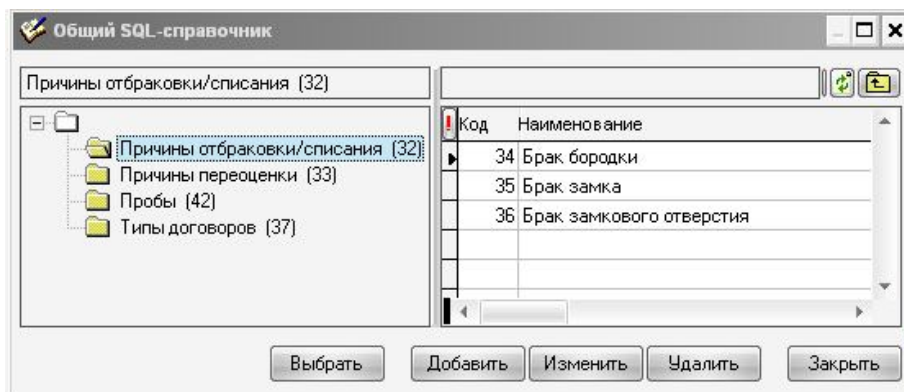 Общий SQL-справочник
Причины отбраковки/списания (32)
Причины отбраковки/списания (32)
Причины переоценки (33)
Пробы (42)
Типы договоров (37)
! Код Наименование
34 Брак бородки
35 Брак замка
36 Брак замкового отверстия
Выбрать Добавить Изменить Удалить Закрыть